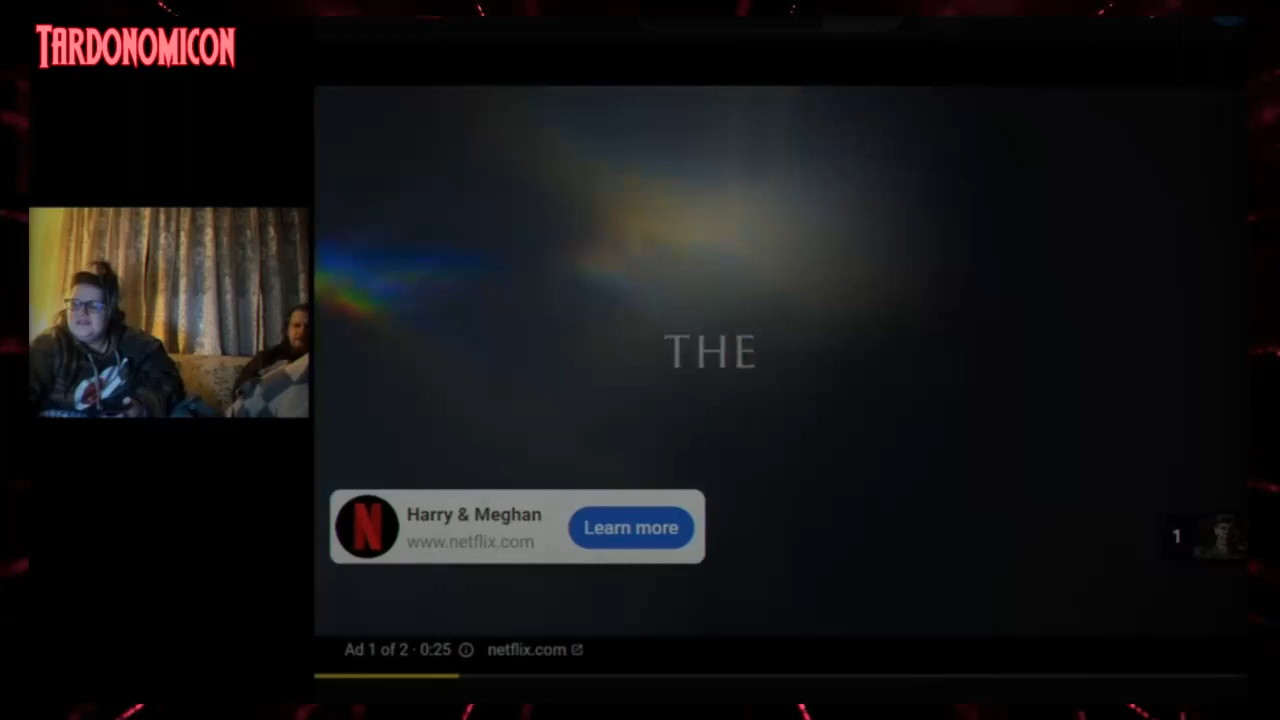 TARDONOMICON
THE
Harry & Meghan
www.netflix.com
Learn more
1
Ad 1 of 2 · 0:25 netflix.com